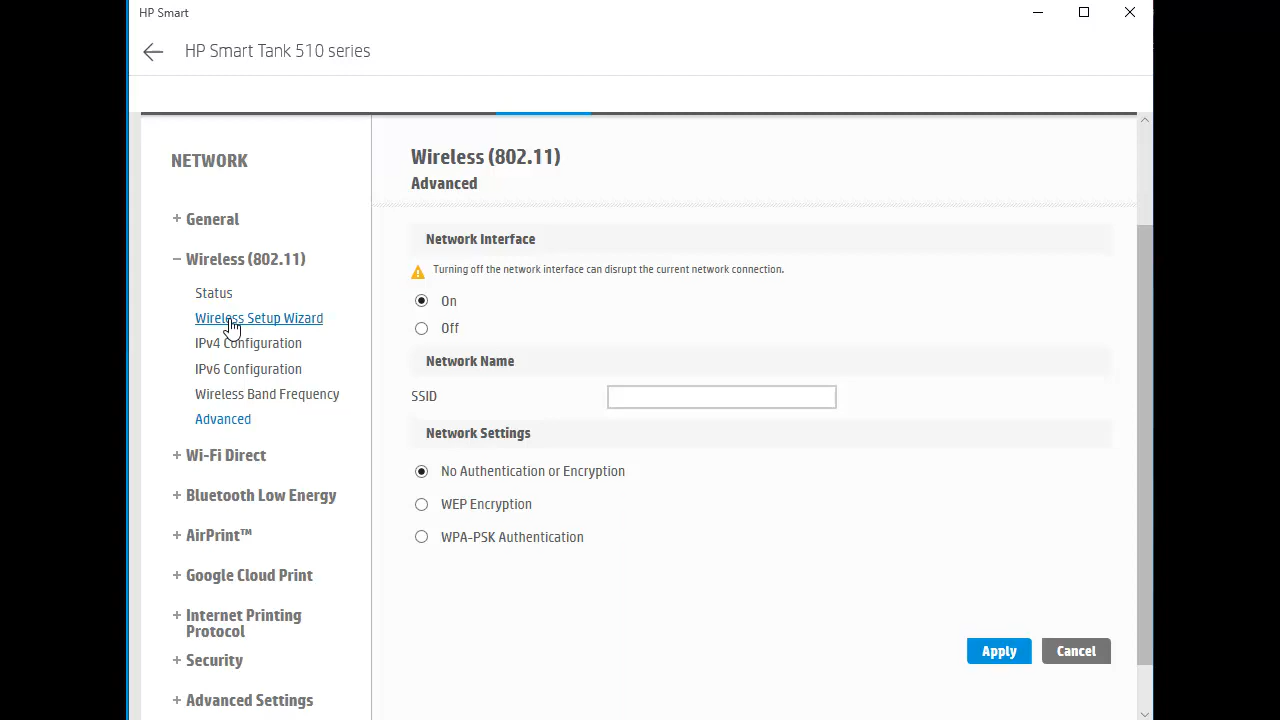 HP Smart
HP Smart Tank 510 series
NETWORK
+ General
− Wireless (802.11)
Status
Wireless Setup Wizard
IPv4 Configuration
IPv6 Configuration
Wireless Band Frequency
Advanced
+ Wi-Fi Direct
+ Bluetooth Low Energy
+ AirPrint™
+ Google Cloud Print
+ Internet Printing
Protocol
+ Security
+ Advanced Settings
Wireless (802.11)
Advanced
Network Interface
Turning off the network interface can disrupt the current network connection.
On
Off
Network Name
SSID
Network Settings
No Authentication or Encryption
WEP Encryption
WPA-PSK Authentication
Apply Cancel